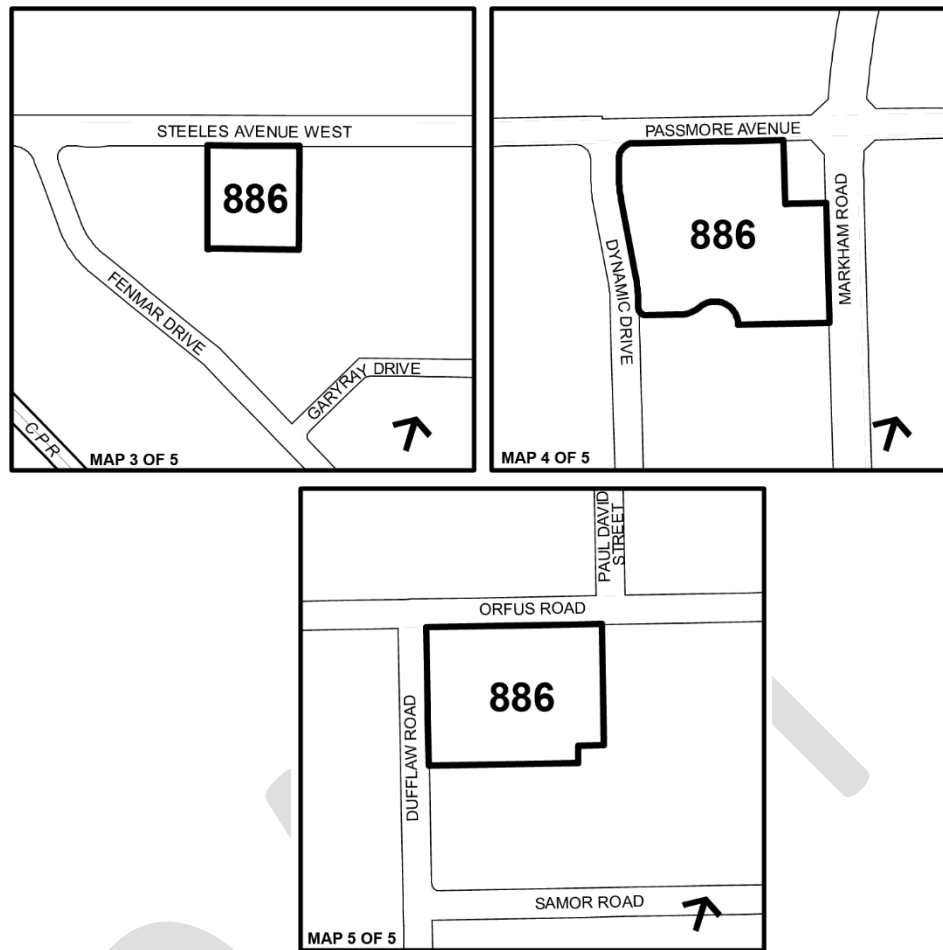 STEELES AVENUE WEST
886
FENMAR DRIVE
GARYRAY DRIVE
C.P.R
MAP 3 OF 5
PASSMORE AVENUE
886
DYNAMIC DRIVE
MARKHAM ROAD
MAP 4 OF 5
PAUL DAVID
STREET
ORFUS ROAD
886
DUFFLAW ROAD
SAMOR ROAD
MAP 5 OF 5